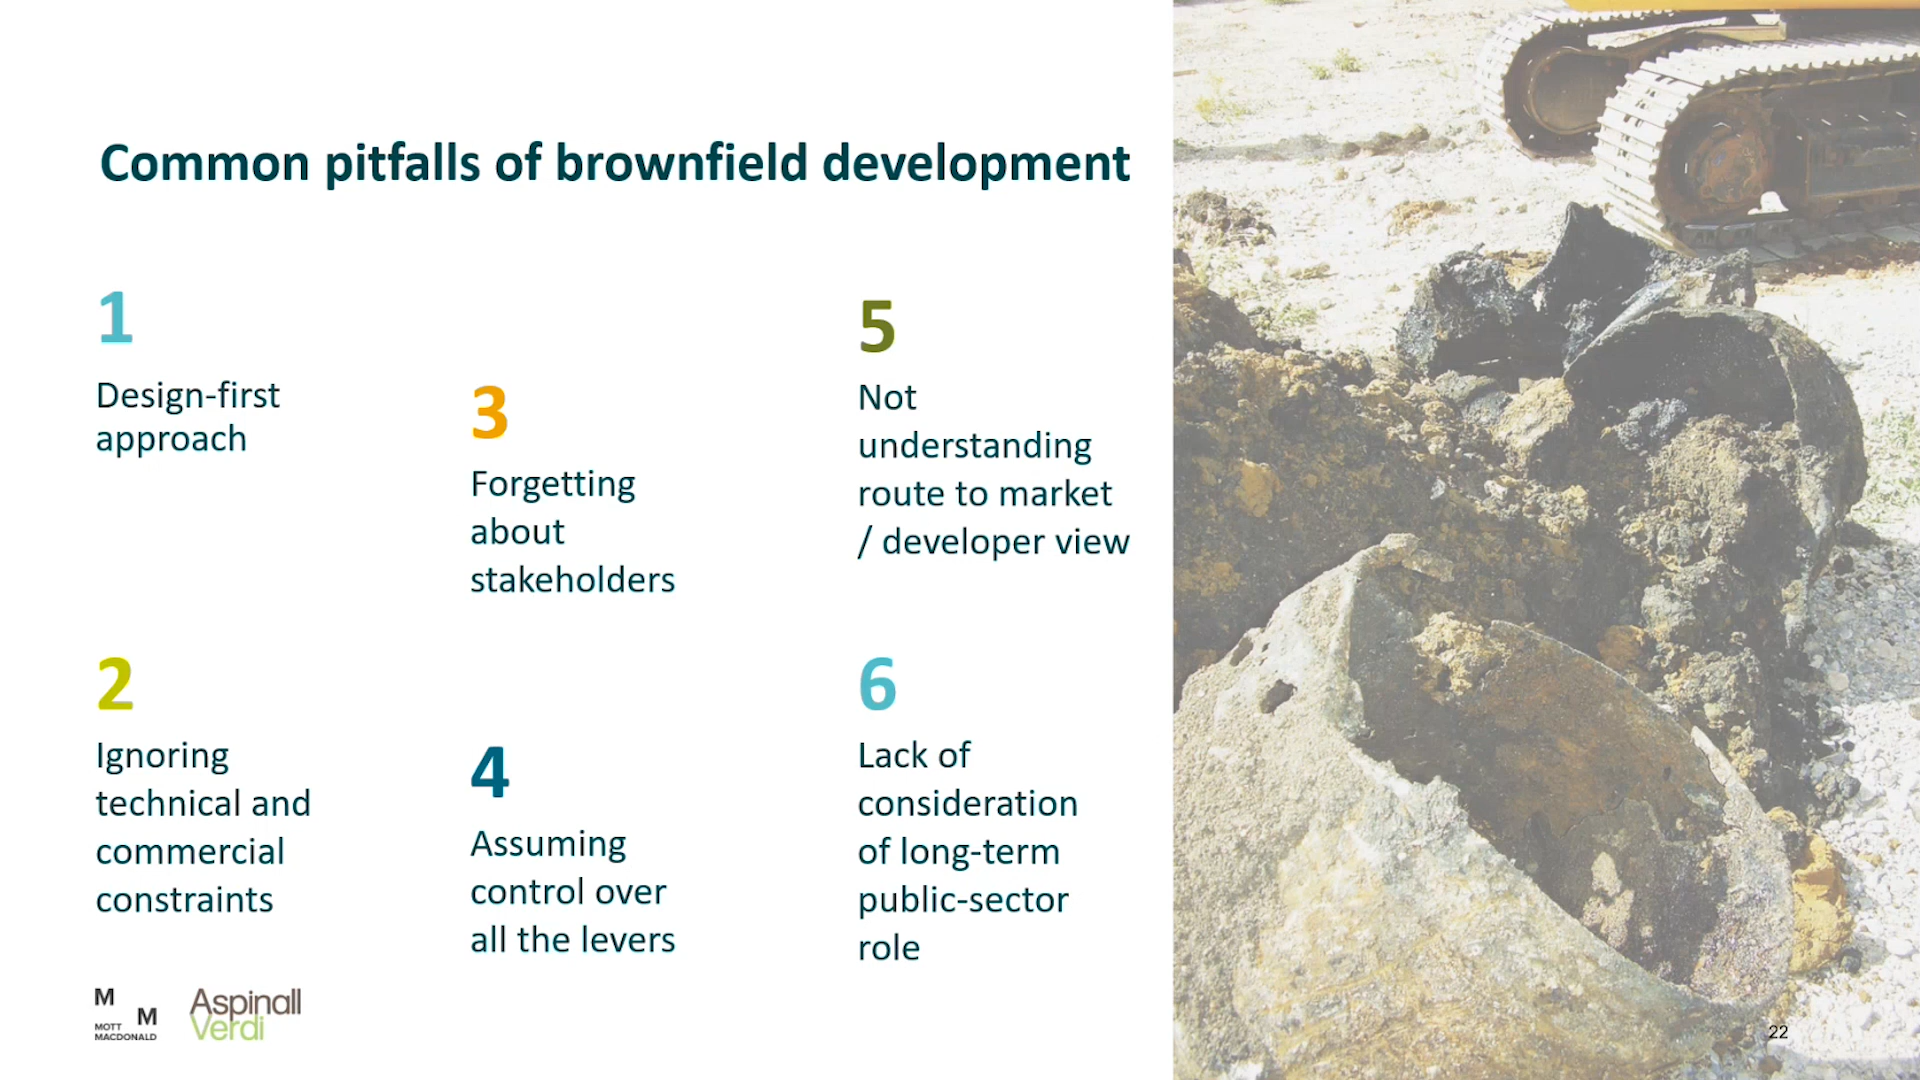 Common pitfalls of brownfield development
1
Design-first
approach
2
Ignoring
technical and
commercial
constraints
3
Forgetting
about
stakeholders
4
Assuming
control over
all the levers
5
Not
understanding
route to market
/ developer view
6
Lack of
consideration
of long-term
public-sector
role
M
M
MOTT
MACDONALD
Aspinall
Verdi
22